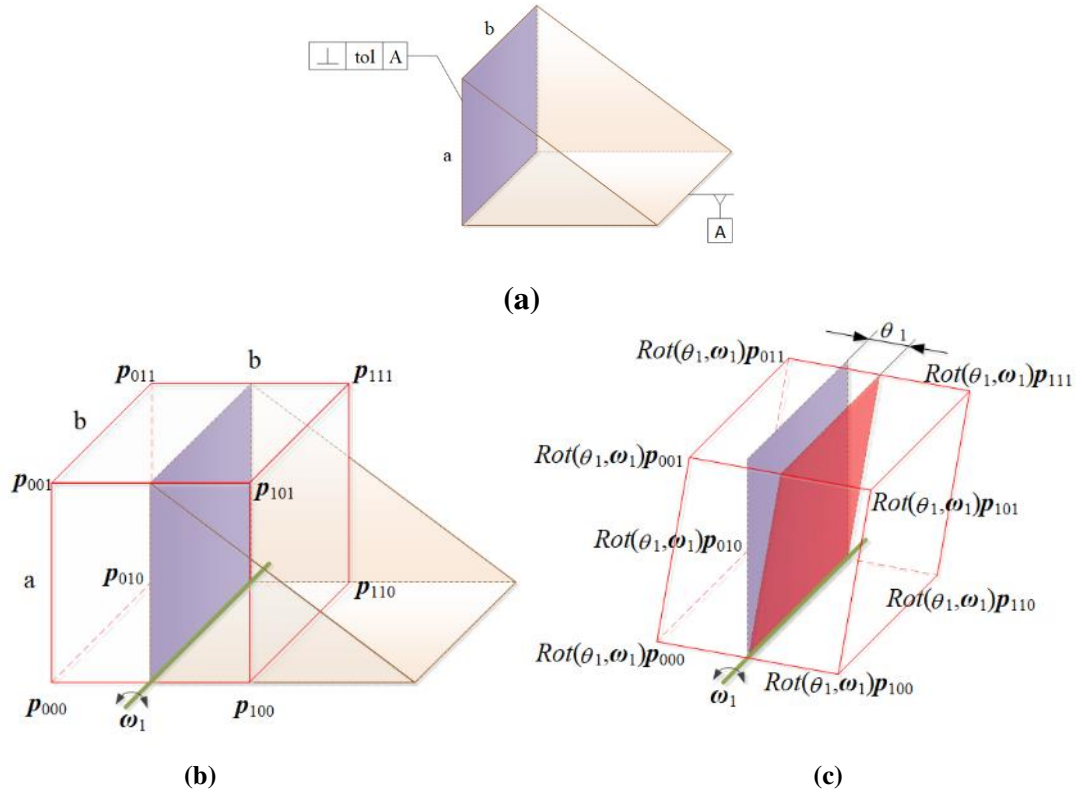 b
⊥ tol A
a
A
(a)
b
p011 p111
b
p001 p101
a p010 p110
p000 ω1 p100
(b)
θ 1
Rot(θ1,ω1)p011 Rot(θ1,ω1)p111
Rot(θ1,ω1)p001
Rot(θ1,ω1)p101
Rot(θ1,ω1)p010
Rot(θ1,ω1)p110
Rot(θ1,ω1)p000
Rot(θ1,ω1)p100
ω1
(c)